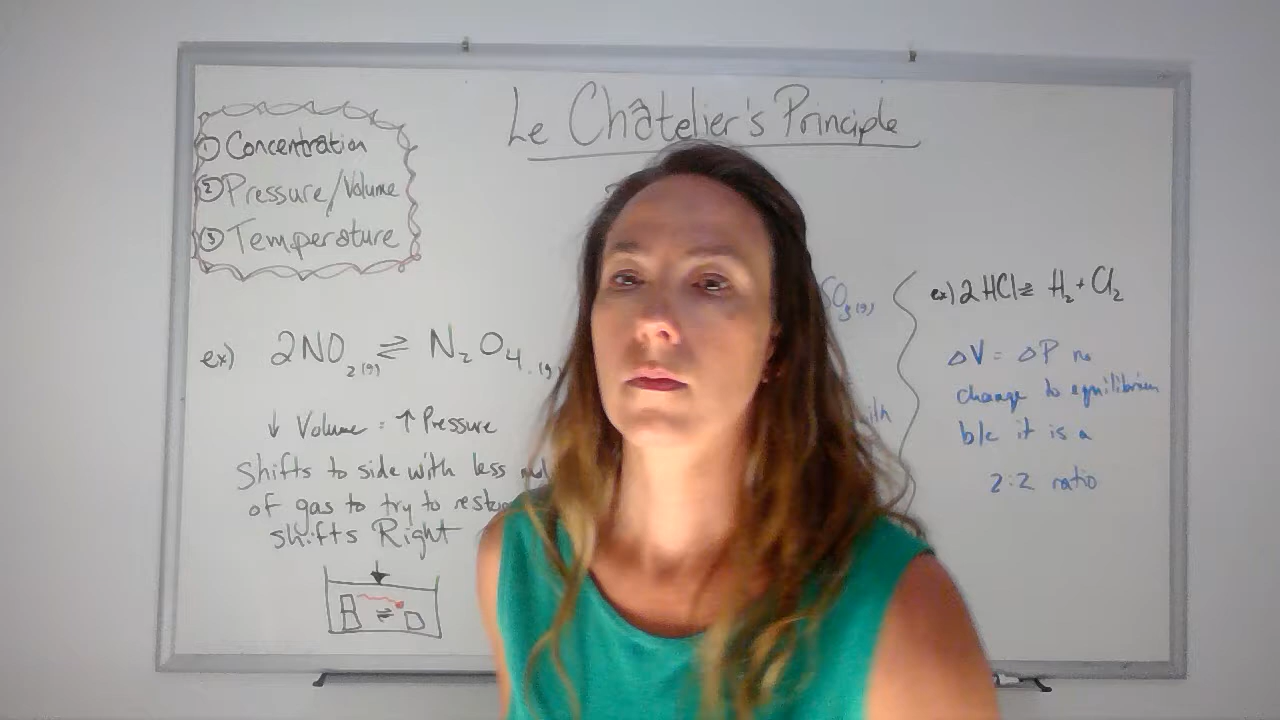 Le Châtelier's Principle
① Concentration
② Pressure/Volume
③ Temperature
ex) 2NO2(g) ⇌ N2O4(g)
↓ Volume = ↑ Pressure
Shifts to side with less
of gas to try to
shifts Right
B ⇌ D
SO3(g)
ex) 2HCl ⇌ H2 + Cl2
ΔV = ΔP no
change to equilibrium
b/c it is a
2:2 ratio